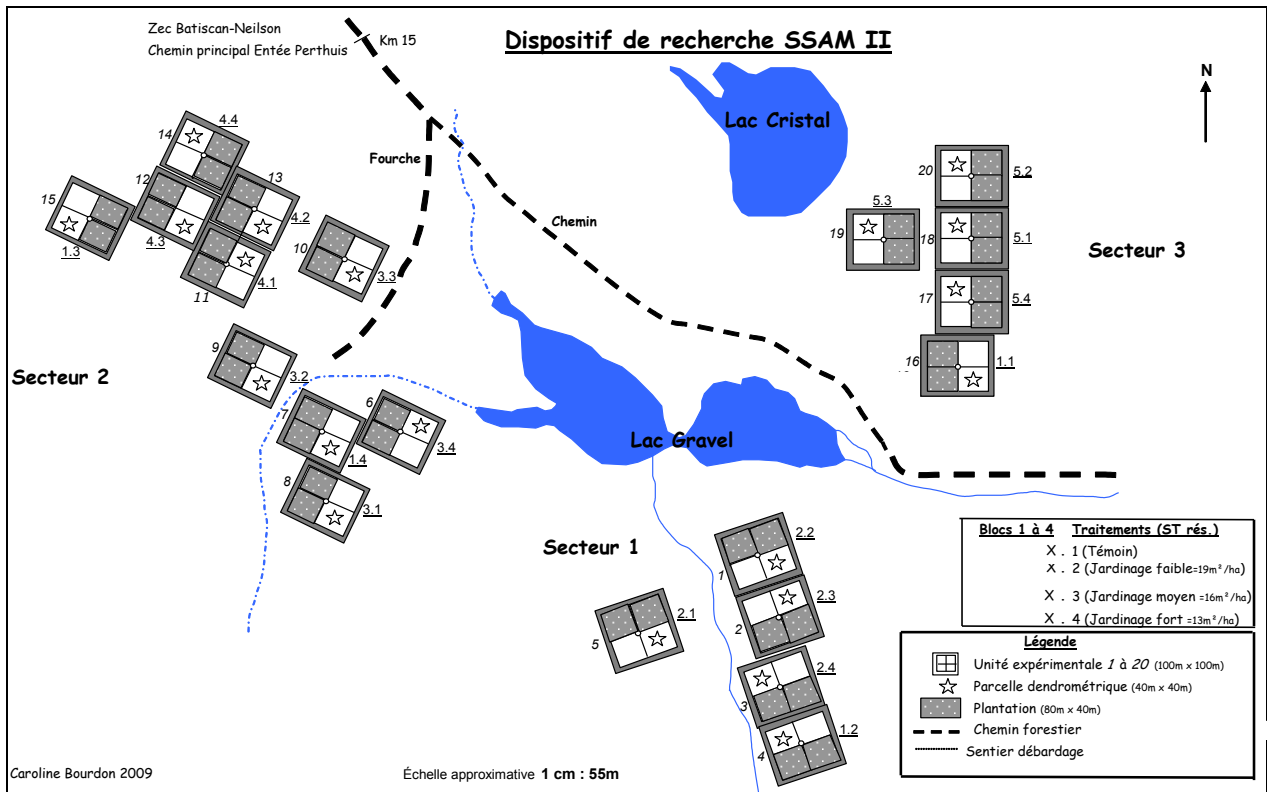 Zec Batiscan-Neilson
Chemin principal Entée Perthuis
Km 15
Dispositif de recherche SSAM II
N
Lac Cristal
Fourche
Chemin
14
4.4
12
13
15
1.3
4.3
4.2
11
4.1
10
3.3
9
3.2
Secteur 2
7
1.4
6
3.4
8
3.1
Lac Gravel
20
5.2
5.3
19
18
5.1
17
5.4
16
1.1
Secteur 3
Secteur 1
1
2.2
2
2.3
5
2.1
3
2.4
4
1.2
Blocs 1 à 4 Traitements (ST rés.)
X . 1 (Témoin)
X . 2 (Jardinage faible=19m²/ha)
X . 3 (Jardinage moyen =16m²/ha)
X . 4 (Jardinage fort =13m²/ha)
Légende
Unité expérimentale 1 à 20 (100m x 100m)
Parcelle dendrométrique (40m x 40m)
Plantation (80m x 40m)
Chemin forestier
Sentier débardage
Caroline Bourdon 2009
Échelle approximative 1 cm : 55m